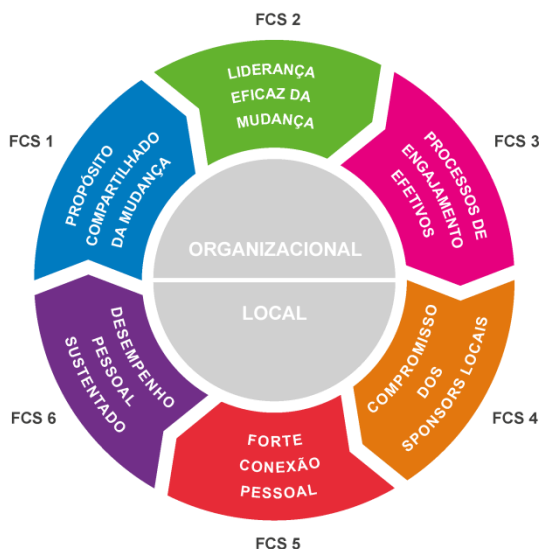 FCS 1
PROPÓSITO
COMPARTILHADO
DA MUDANÇA
FCS 2
LIDERANÇA
EFICAZ DA
MUDANÇA
FCS 3
PROCESSOS DE
ENGAJAMENTO
EFETIVOS
ORGANIZACIONAL
LOCAL
FCS 4
COMPROMISSO
DOS
SPONSORS LOCAIS
FCS 5
FORTE
CONEXÃO
PESSOAL
FCS 6
DESEMPENHO
PESSOAL
SUSTENTADO